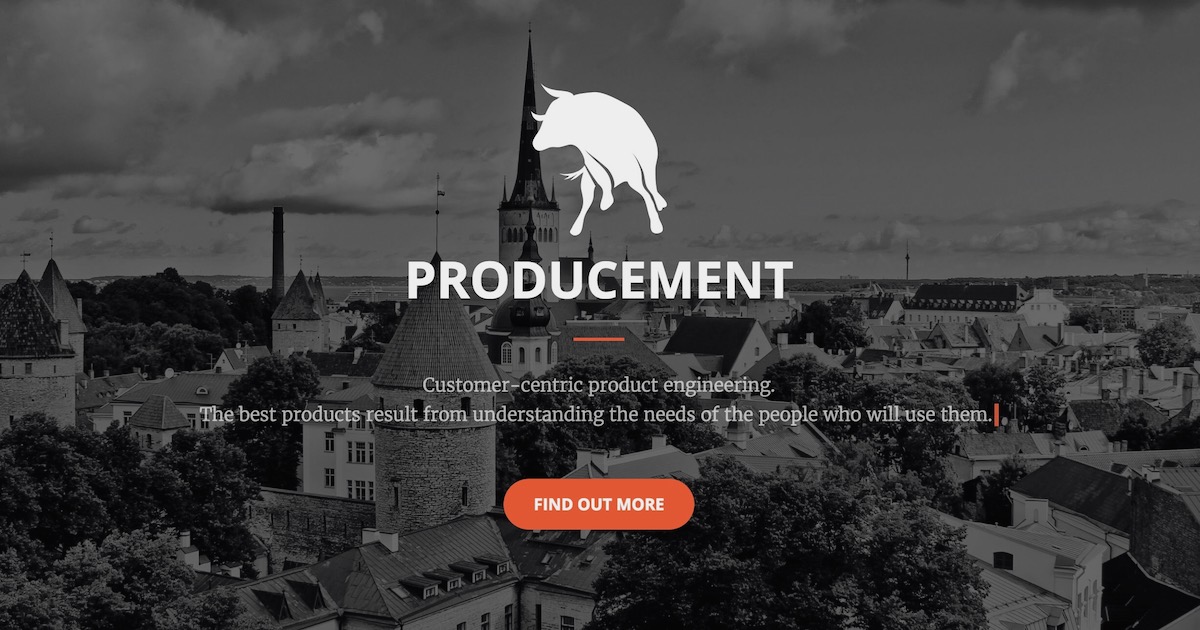 PRODUCEMENT
Customer-centric product engineering.
The best products result from understanding the needs of the people who will use them.
FIND OUT MORE